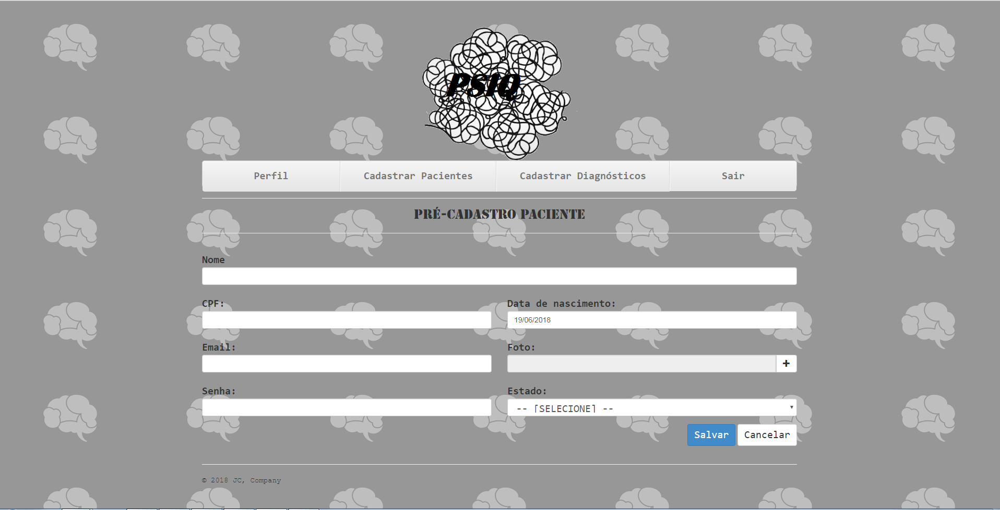 PSIQ
Perfil Cadastrar Pacientes Cadastrar Diagnósticos Sair
PRÉ-CADASTRO PACIENTE
Nome
CPF: Data de nascimento:
19/06/2018
Email: Foto:
+
Senha: Estado:
-- [SELECIONE] --
Salvar Cancelar
© 2018 JC, Company